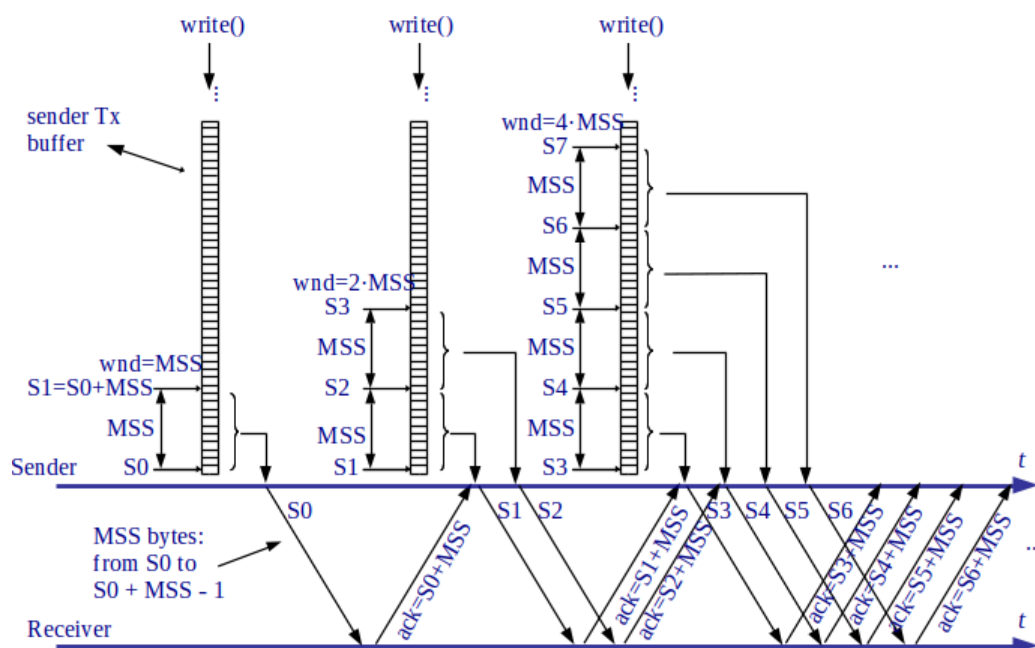 write()
write()
write()
sender Tx
buffer
wnd=MSS
S1=S0+MSS
MSS
S0
wnd=2·MSS
S3
MSS
S2
MSS
S1
wnd=4·MSS
S7
MSS
S6
MSS
S5
MSS
S4
MSS
S3
...
Sender
t
S0
ack=S0+MSS
S1
S2
ack=S1+MSS
ack=S2+MSS
S3
S4
S5
S6
ack=S3+MSS
ack=S4+MSS
ack=S5+MSS
ack=S6+MSS
MSS bytes:
from S0 to
S0 + MSS - 1
...
Receiver
t